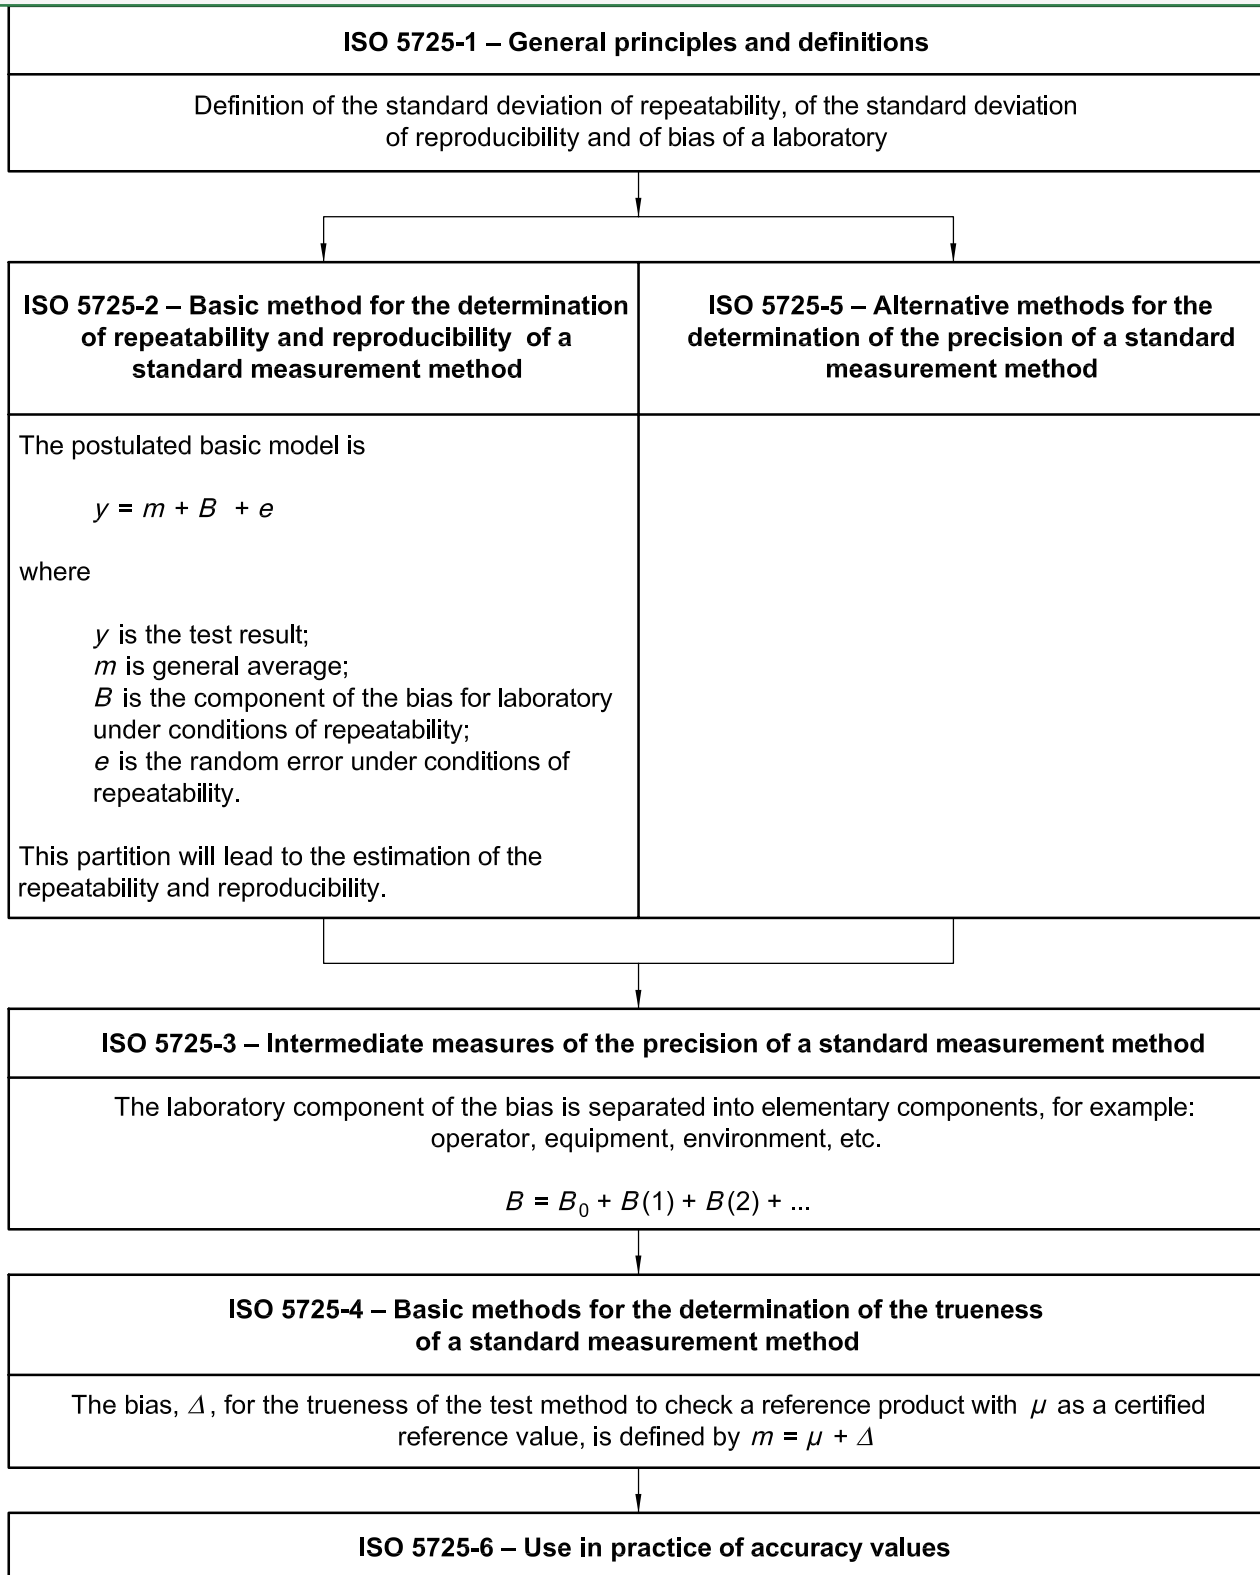 ISO 5725-1 – General principles and definitions
Definition of the standard deviation of repeatability, of the standard deviation
of reproducibility and of bias of a laboratory
ISO 5725-2 – Basic method for the determination
of repeatability and reproducibility of a
standard measurement method
ISO 5725-5 – Alternative methods for the
determination of the precision of a standard
measurement method
The postulated basic model is
y = m + B + e
where
y is the test result;
m is general average;
B is the component of the bias for laboratory
under conditions of repeatability;
e is the random error under conditions of
repeatability.
This partition will lead to the estimation of the
repeatability and reproducibility.
ISO 5725-3 – Intermediate measures of the precision of a standard measurement method
The laboratory component of the bias is separated into elementary components, for example:
operator, equipment, environment, etc.
B = B₀ + B(1) + B(2) + ...
ISO 5725-4 – Basic methods for the determination of the trueness
of a standard measurement method
The bias, Δ, for the trueness of the test method to check a reference product with μ as a certified
reference value, is defined by m = μ + Δ
ISO 5725-6 – Use in practice of accuracy values